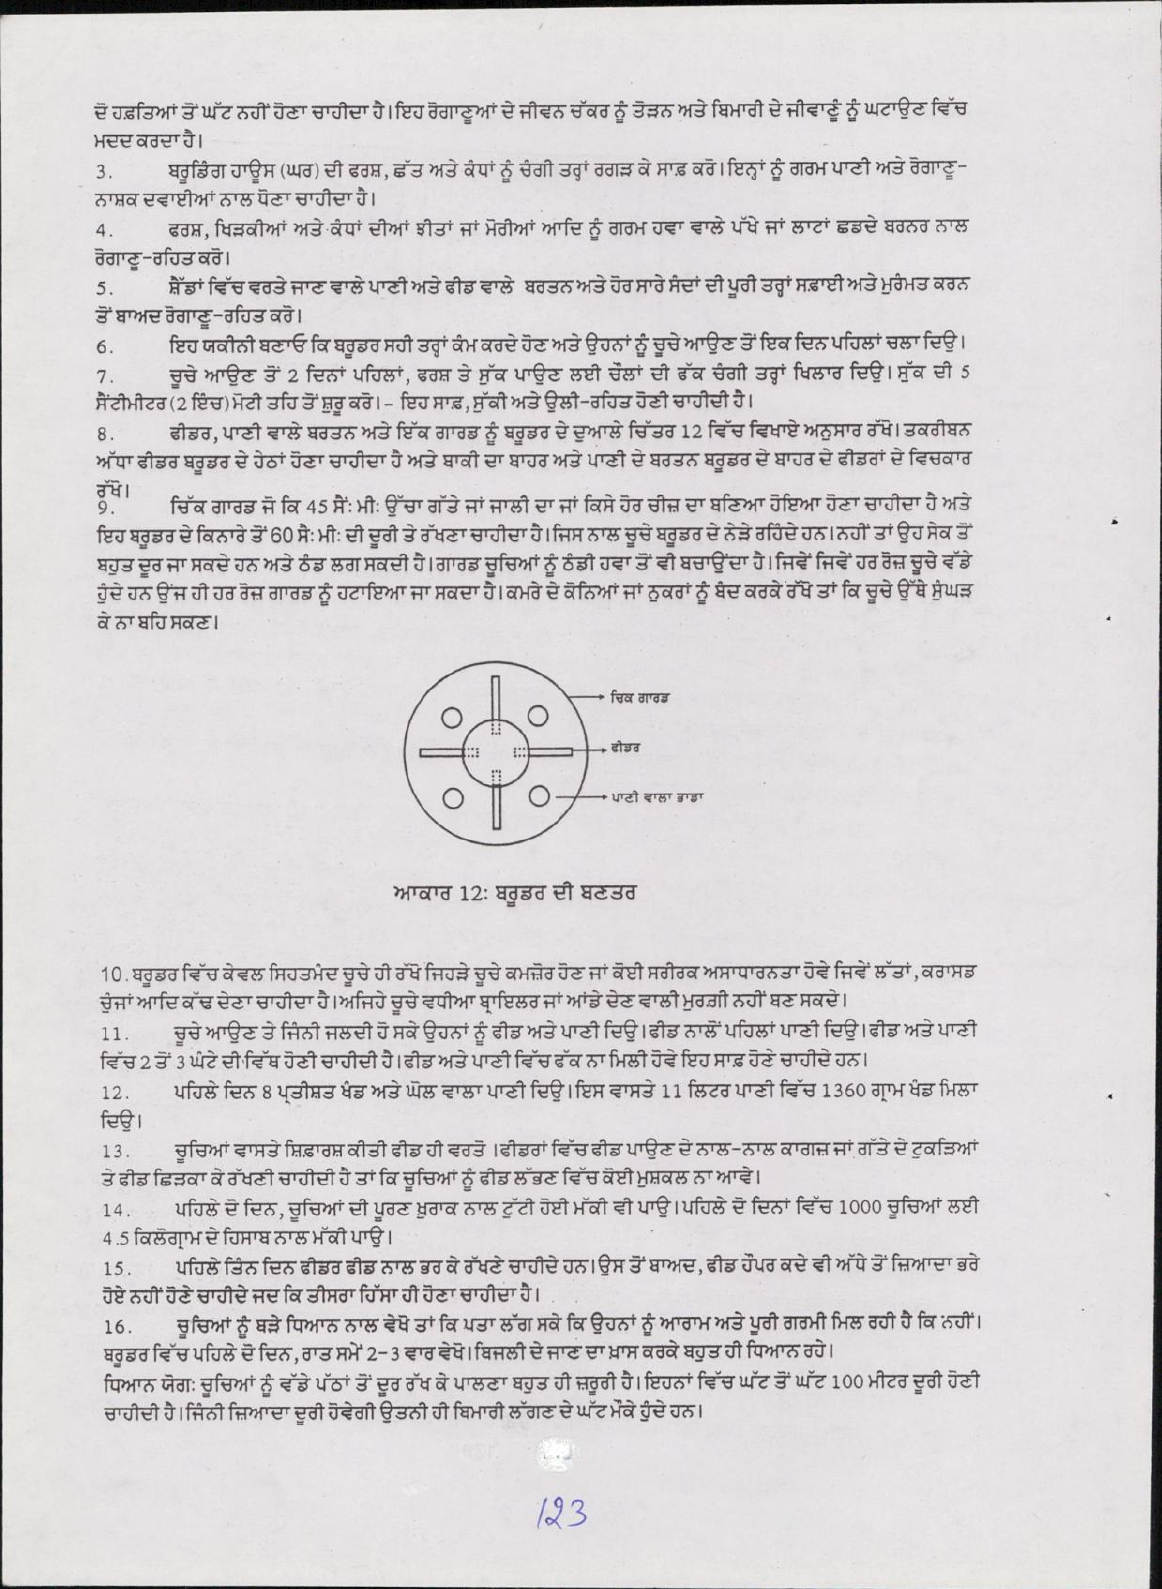 ਦੋ ਹਫ਼ਤਿਆਂ ਤੋਂ ਘੱਟ ਨਹੀਂ ਹੋਣਾ ਚਾਹੀਦਾ ਹੈ। ਇਹ ਰੋਗਾਣੂਆਂ ਦੇ ਜੀਵਨ ਚੱਕਰ ਨੂੰ ਤੋੜਨ ਅਤੇ ਬਿਮਾਰੀ ਦੇ ਜੀਵਾਣੂੰ ਨੂੰ ਘਟਾਉਣ ਵਿੱਚ
ਮਦਦ ਕਰਦਾ ਹੈ।
3. ਬਰੂਡਿੰਗ ਹਾਊਸ (ਘਰ) ਦੀ ਫਰਸ਼, ਛੱਤ ਅਤੇ ਕੰਧਾਂ ਨੂੰ ਚੰਗੀ ਤਰ੍ਹਾਂ ਰਗੜ ਕੇ ਸਾਫ਼ ਕਰੋ। ਇਨ੍ਹਾਂ ਨੂੰ ਗਰਮ ਪਾਣੀ ਅਤੇ ਰੋਗਾਣੂ-
ਨਾਸ਼ਕ ਦਵਾਈਆਂ ਨਾਲ ਧੋਣਾ ਚਾਹੀਦਾ ਹੈ।
4. ਫਰਸ਼, ਖਿੜਕੀਆਂ ਅਤੇ ਕੰਧਾਂ ਦੀਆਂ ਝੀਤਾਂ ਜਾਂ ਮੋਰੀਆਂ ਆਦਿ ਨੂੰ ਗਰਮ ਹਵਾ ਵਾਲੇ ਪੱਖੇ ਜਾਂ ਲਾਟਾਂ ਛਡਦੇ ਬਰਨਰ ਨਾਲ
ਰੋਗਾਣੂ-ਰਹਿਤ ਕਰੋ।
5. ਸ਼ੈੱਡਾਂ ਵਿੱਚ ਵਰਤੇ ਜਾਣ ਵਾਲੇ ਪਾਣੀ ਅਤੇ ਫੀਡ ਵਾਲੇ ਬਰਤਨ ਅਤੇ ਹੋਰ ਸਾਰੇ ਸੰਦਾਂ ਦੀ ਪੂਰੀ ਤਰ੍ਹਾਂ ਸਫ਼ਾਈ ਅਤੇ ਮੁਰੰਮਤ ਕਰਨ
ਤੋਂ ਬਾਅਦ ਰੋਗਾਣੂ-ਰਹਿਤ ਕਰੋ।
6. ਇਹ ਯਕੀਨੀ ਬਣਾਓ ਕਿ ਬਰੂਡਰ ਸਹੀ ਤਰ੍ਹਾਂ ਕੰਮ ਕਰਦੇ ਹੋਣ ਅਤੇ ਉਹਨਾਂ ਨੂੰ ਚੂਚੇ ਆਉਣ ਤੋਂ ਇਕ ਦਿਨ ਪਹਿਲਾਂ ਚਲਾ ਦਿਉ।
7. ਚੂਚੇ ਆਉਣ ਤੋਂ 2 ਦਿਨਾਂ ਪਹਿਲਾਂ, ਫਰਸ਼ ਤੇ ਸੁੱਕ ਪਾਉਣ ਲਈ ਚੌਲਾਂ ਦੀ ਫੱਕ ਚੰਗੀ ਤਰ੍ਹਾਂ ਖਿਲਾਰ ਦਿਉ। ਸੁੱਕ ਦੀ 5
ਸੈਂਟੀਮੀਟਰ (2 ਇੰਚ) ਮੋਟੀ ਤਹਿ ਤੋਂ ਸ਼ੁਰੂ ਕਰੋ। - ਇਹ ਸਾਫ਼, ਸੁੱਕੀ ਅਤੇ ਉਲੀ-ਰਹਿਤ ਹੋਣੀ ਚਾਹੀਦੀ ਹੈ।
8. ਫੀਡਰ, ਪਾਣੀ ਵਾਲੇ ਬਰਤਨ ਅਤੇ ਇੱਕ ਗਾਰਡ ਨੂੰ ਬਰੂਡਰ ਦੇ ਦੁਆਲੇ ਚਿੱਤਰ 12 ਵਿੱਚ ਵਿਖਾਏ ਅਨੁਸਾਰ ਰੱਖੋ। ਤਕਰੀਬਨ
ਅੱਧਾ ਫੀਡਰ ਬਰੂਡਰ ਦੇ ਹੇਠਾਂ ਹੋਣਾ ਚਾਹੀਦਾ ਹੈ ਅਤੇ ਬਾਕੀ ਦਾ ਬਾਹਰ ਅਤੇ ਪਾਣੀ ਦੇ ਬਰਤਨ ਬਰੂਡਰ ਦੇ ਬਾਹਰ ਦੇ ਫੀਡਰਾਂ ਦੇ ਵਿਚਕਾਰ
ਰੱਖੋ।
9. ਚਿੱਕ ਗਾਰਡ ਜੋ ਕਿ 45 ਸੈਂ: ਮੀ: ਉੱਚਾ ਗੱਤੇ ਜਾਂ ਜਾਲੀ ਦਾ ਜਾਂ ਕਿਸੇ ਹੋਰ ਚੀਜ਼ ਦਾ ਬਣਿਆ ਹੋਇਆ ਹੋਣਾ ਚਾਹੀਦਾ ਹੈ ਅਤੇ
ਇਹ ਬਰੂਡਰ ਦੇ ਕਿਨਾਰੇ ਤੋਂ 60 ਸੈ: ਮੀ: ਦੀ ਦੂਰੀ ਤੇ ਰੱਖਣਾ ਚਾਹੀਦਾ ਹੈ। ਜਿਸ ਨਾਲ ਚੂਚੇ ਬਰੂਡਰ ਦੇ ਨੇੜੇ ਰਹਿੰਦੇ ਹਨ। ਨਹੀਂ ਤਾਂ ਉਹ ਸੇਕ ਤੋਂ
ਬਹੁਤ ਦੂਰ ਜਾ ਸਕਦੇ ਹਨ ਅਤੇ ਠੰਡ ਲਗ ਸਕਦੀ ਹੈ। ਗਾਰਡ ਚੂਚਿਆਂ ਨੂੰ ਠੰਡੀ ਹਵਾ ਤੋਂ ਵੀ ਬਚਾਉਂਦਾ ਹੈ। ਜਿਵੇਂ ਜਿਵੇਂ ਹਰ ਰੋਜ਼ ਚੂਚੇ ਵੱਡੇ
ਹੁੰਦੇ ਹਨ ਉਂਜ ਹੀ ਹਰ ਰੋਜ਼ ਗਾਰਡ ਨੂੰ ਹਟਾਇਆ ਜਾ ਸਕਦਾ ਹੈ। ਕਮਰੇ ਦੇ ਕੋਨਿਆਂ ਜਾਂ ਨੁਕਰਾਂ ਨੂੰ ਬੰਦ ਕਰਕੇ ਰੱਖੋ ਤਾਂ ਕਿ ਚੂਚੇ ਉੱਥੇ ਸੁੰਘੜ
ਕੇ ਨਾ ਬਹਿ ਸਕਣ।
ਚਿਕ ਗਾਰਡ
ਫੀਡਰ
ਪਾਣੀ ਵਾਲਾ ਭਾਡਾ
ਆਕਾਰ 12: ਬਰੂਡਰ ਦੀ ਬਣਤਰ
10. ਬਰੂਡਰ ਵਿੱਚ ਕੇਵਲ ਸਿਹਤਮੰਦ ਚੂਚੇ ਹੀ ਰੱਖੋ ਜਿਹੜੇ ਚੂਚੇ ਕਮਜ਼ੋਰ ਹੋਣ ਜਾਂ ਕੋਈ ਸਰੀਰਕ ਅਸਾਧਾਰਨਤਾ ਹੋਵੇ ਜਿਵੇਂ ਲੱਤਾਂ, ਕਰਾਸਡ
ਚੁੰਜਾਂ ਆਦਿ ਕੱਢ ਦੇਣਾ ਚਾਹੀਦਾ ਹੈ। ਅਜਿਹੇ ਚੂਚੇ ਵਧੀਆ ਬ੍ਰਾਇਲਰ ਜਾਂ ਆਂਡੇ ਦੇਣ ਵਾਲੀ ਮੁਰਗ਼ੀ ਨਹੀਂ ਬਣ ਸਕਦੇ।
11. ਚੂਚੇ ਆਉਣ ਤੇ ਜਿੰਨੀ ਜਲਦੀ ਹੋ ਸਕੇ ਉਹਨਾਂ ਨੂੰ ਫੀਡ ਅਤੇ ਪਾਣੀ ਦਿਉ। ਫੀਡ ਨਾਲੋਂ ਪਹਿਲਾਂ ਪਾਣੀ ਦਿਉ। ਫੀਡ ਅਤੇ ਪਾਣੀ
ਵਿੱਚ 2 ਤੋਂ 3 ਘੰਟੇ ਦੀ ਵਿੱਥ ਹੋਣੀ ਚਾਹੀਦੀ ਹੈ। ਫੀਡ ਅਤੇ ਪਾਣੀ ਵਿੱਚ ਫੱਕ ਨਾ ਮਿਲੀ ਹੋਵੇ ਇਹ ਸਾਫ਼ ਹੋਣੇ ਚਾਹੀਦੇ ਹਨ।
12. ਪਹਿਲੇ ਦਿਨ 8 ਪ੍ਰਤੀਸ਼ਤ ਖੰਡ ਅਤੇ ਘੋਲ ਵਾਲਾ ਪਾਣੀ ਦਿਉ। ਇਸ ਵਾਸਤੇ 11 ਲਿਟਰ ਪਾਣੀ ਵਿੱਚ 1360 ਗ੍ਰਾਮ ਖੰਡ ਮਿਲਾ
ਦਿਉ।
13. ਚੂਚਿਆਂ ਵਾਸਤੇ ਸ਼ਿਫ਼ਾਰਸ਼ ਕੀਤੀ ਫੀਡ ਹੀ ਵਰਤੋ। ਫੀਡਰਾਂ ਵਿੱਚ ਫੀਡ ਪਾਉਣ ਦੇ ਨਾਲ-ਨਾਲ ਕਾਗਜ਼ ਜਾਂ ਗੱਤੇ ਦੇ ਟੁਕੜਿਆਂ
ਤੇ ਫੀਡ ਛਿੜਕਾ ਕੇ ਰੱਖਣੀ ਚਾਹੀਦੀ ਹੈ ਤਾਂ ਕਿ ਚੂਚਿਆਂ ਨੂੰ ਫੀਡ ਲੱਭਣ ਵਿੱਚ ਕੋਈ ਮੁਸ਼ਕਲ ਨਾ ਆਵੇ।
14. ਪਹਿਲੇ ਦੋ ਦਿਨ, ਚੂਚਿਆਂ ਦੀ ਪੂਰਣ ਖ਼ੁਰਾਕ ਨਾਲ ਟੁੱਟੀ ਹੋਈ ਮੱਕੀ ਵੀ ਪਾਉ। ਪਹਿਲੇ ਦੋ ਦਿਨਾਂ ਵਿੱਚ 1000 ਚੂਚਿਆਂ ਲਈ
4.5 ਕਿਲੋਗ੍ਰਾਮ ਦੇ ਹਿਸਾਬ ਨਾਲ ਮੱਕੀ ਪਾਉ।
15. ਪਹਿਲੇ ਤਿੰਨ ਦਿਨ ਫੀਡਰ ਫੀਡ ਨਾਲ ਭਰ ਕੇ ਰੱਖਣੇ ਚਾਹੀਦੇ ਹਨ। ਉਸ ਤੋਂ ਬਾਅਦ, ਫੀਡ ਹੌਪਰ ਕਦੇ ਵੀ ਅੱਧੇ ਤੋਂ ਜ਼ਿਆਦਾ ਭਰੇ
ਹੋਏ ਨਹੀਂ ਹੋਣੇ ਚਾਹੀਦੇ ਜਦ ਕਿ ਤੀਸਰਾ ਹਿੱਸਾ ਹੀ ਹੋਣਾ ਚਾਹੀਦਾ ਹੈ।
16. ਚੂਚਿਆਂ ਨੂੰ ਬੜੇ ਧਿਆਨ ਨਾਲ ਵੇਖੋ ਤਾਂ ਕਿ ਪਤਾ ਲੱਗ ਸਕੇ ਕਿ ਉਹਨਾਂ ਨੂੰ ਆਰਾਮ ਅਤੇ ਪੂਰੀ ਗਰਮੀ ਮਿਲ ਰਹੀ ਹੈ ਕਿ ਨਹੀਂ।
ਬਰੂਡਰ ਵਿੱਚ ਪਹਿਲੇ ਦੋ ਦਿਨ, ਰਾਤ ਸਮੇਂ 2-3 ਵਾਰ ਵੇਖੋ। ਬਿਜਲੀ ਦੇ ਜਾਣ ਦਾ ਖ਼ਾਸ ਕਰਕੇ ਬਹੁਤ ਹੀ ਧਿਆਨ ਰਹੇ।
ਧਿਆਨ ਯੋਗ: ਚੂਚਿਆਂ ਨੂੰ ਵੱਡੇ ਪੱਠਾਂ ਤੋਂ ਦੂਰ ਰੱਖ ਕੇ ਪਾਲਣਾ ਬਹੁਤ ਹੀ ਜ਼ਰੂਰੀ ਹੈ। ਇਹਨਾਂ ਵਿੱਚ ਘੱਟ ਤੋਂ ਘੱਟ 100 ਮੀਟਰ ਦੂਰੀ ਹੋਣੀ
ਚਾਹੀਦੀ ਹੈ। ਜਿੰਨੀ ਜ਼ਿਆਦਾ ਦੂਰੀ ਹੋਵੇਗੀ ਉਤਨੀ ਹੀ ਬਿਮਾਰੀ ਲੱਗਣ ਦੇ ਘੱਟ ਮੌਕੇ ਹੁੰਦੇ ਹਨ।
123